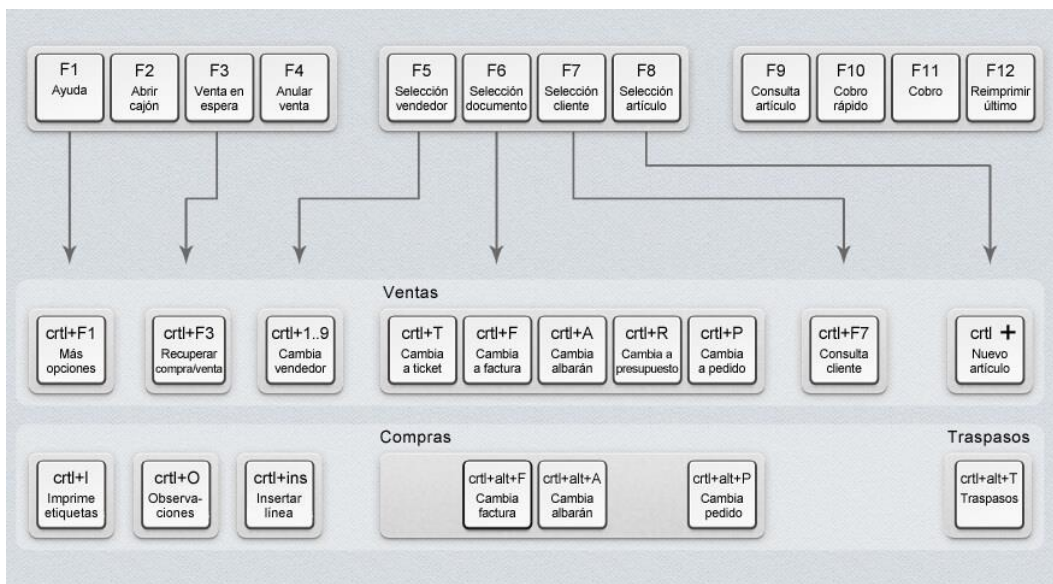 F1
Ayuda
F2
Abrir
cajón
F3
Venta en
espera
F4
Anular
venta
F5
Selección
vendedor
F6
Selección
documento
F7
Selección
cliente
F8
Selección
artículo
F9
Consulta
artículo
F10
Cobro
rápido
F11
Cobro
F12
Reimprimir
último
Ventas
crtl+F1
Más
opciones
crtl+F3
Recuperar
compra/venta
crtl+1..9
Cambia
vendedor
crtl+T
Cambia
a ticket
crtl+F
Cambia
a factura
crtl+A
Cambia
albarán
crtl+R
Cambia a
presupuesto
crtl+P
Cambia
a pedido
crtl+F7
Consulta
cliente
crtl +
Nuevo
artículo
Compras
Traspasos
crtl+I
Imprime
etiquetas
crtl+O
Observa-
ciones
crtl+ins
Insertar
línea
crtl+alt+F
Cambia
factura
crtl+alt+A
Cambia
albarán
crtl+alt+P
Cambia
pedido
crtl+alt+T
Traspasos